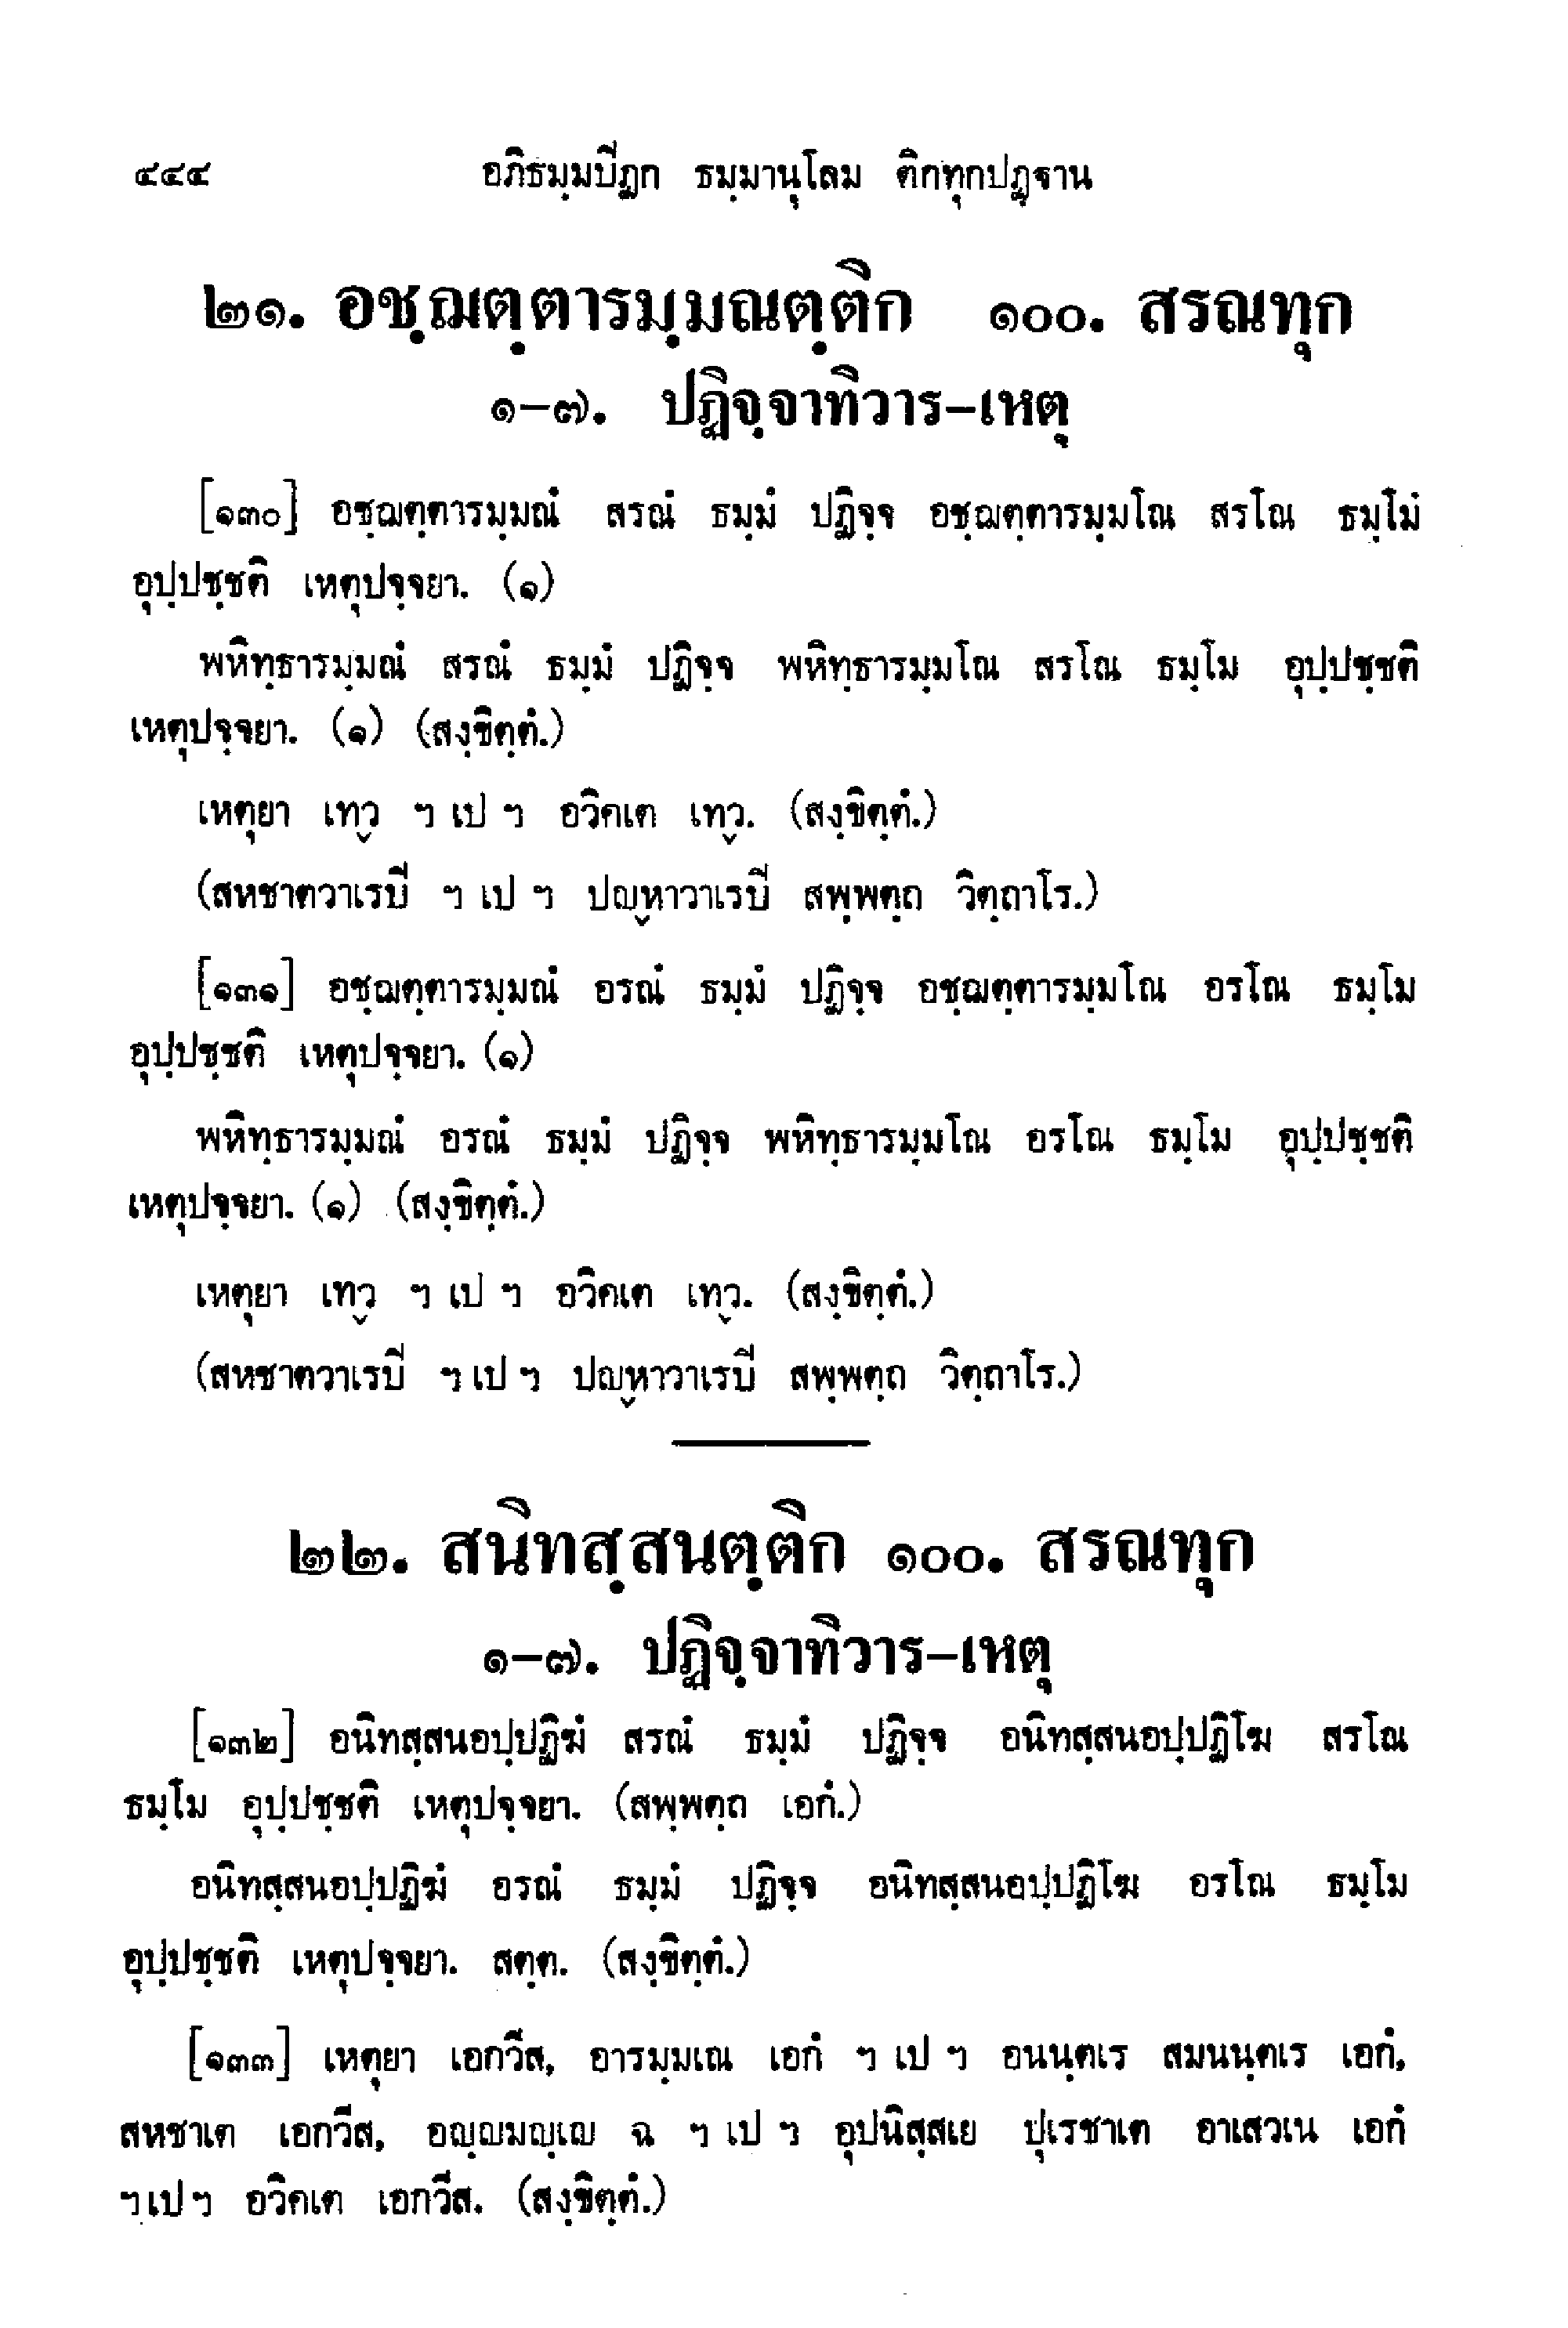 ๔๔๔ อภิธมฺมปิฏก ธมฺมานุโลม ติกทุกปฏฺฐาน
๒๑. อชฺฌตฺตารมฺมณตฺติก ๑๐๐. สรณทุก
๑–๗. ปฏิจฺจาทิวาร–เหตุ
[๑๓๐] อชฺฌตฺตารมฺมณํ สรณํ ธมฺมํ ปฏิจฺจ อชฺฌตฺตารมฺมโณ สรโณ ธมฺโม
อุปฺปชฺชติ เหตุปจฺจยา. (๑)
พหิทฺธารมฺมณํ สรณํ ธมฺมํ ปฏิจฺจ พหิทฺธารมฺมโณ สรโณ ธมฺโม อุปฺปชฺชติ
เหตุปจฺจยา. (๑) (สงฺขิตฺตํ.)
เหตุยา เทฺว ฯ เป ฯ อวิคเต เทฺว. (สงฺขิตฺตํ.)
(สหชาตวาเรปิ ฯ เป ฯ ปญฺหาวาเรปิ สพฺพตฺถ วิตฺถาโร.)
[๑๓๑] อชฺฌตฺตารมฺมณํ อรณํ ธมฺมํ ปฏิจฺจ อชฺฌตฺตารมฺมโณ อรโณ ธมฺโม
อุปฺปชฺชติ เหตุปจฺจยา. (๑)
พหิทฺธารมฺมณํ อรณํ ธมฺมํ ปฏิจฺจ พหิทฺธารมฺมโณ อรโณ ธมฺโม อุปฺปชฺชติ
เหตุปจฺจยา. (๑) (สงฺขิตฺตํ.)
เหตุยา เทฺว ฯ เป ฯ อวิคเต เทฺว. (สงฺขิตฺตํ.)
(สหชาตวาเรปิ ฯ เป ฯ ปญฺหาวาเรปิ สพฺพตฺถ วิตฺถาโร.)
๒๒. สนิทสฺสนตฺติก ๑๐๐. สรณทุก
๑–๗. ปฏิจฺจาทิวาร–เหตุ
[๑๓๒] อนิทสฺสนอปฺปฏิฆํ สรณํ ธมฺมํ ปฏิจฺจ อนิทสฺสนอปฺปฏิโฆ สรโณ
ธมฺโม อุปฺปชฺชติ เหตุปจฺจยา. (สพฺพตฺถ เอกํ.)
อนิทสฺสนอปฺปฏิฆํ อรณํ ธมฺมํ ปฏิจฺจ อนิทสฺสนอปฺปฏิโฆ อรโณ ธมฺโม
อุปฺปชฺชติ เหตุปจฺจยา. สตฺต. (สงฺขิตฺตํ.)
[๑๓๓] เหตุยา เอกวีส, อารมฺมเณ เอกํ ฯ เป ฯ อนนฺตเร สมนนฺตเร เอกํ,
สหชาเต เอกวีส, อญฺญมญฺเญ ฉ ฯ เป ฯ อุปนิสฺสเย ปุเรชาเต อาเสวเน เอกํ
ฯ เป ฯ อวิคเต เอกวีส. (สงฺขิตฺตํ.)